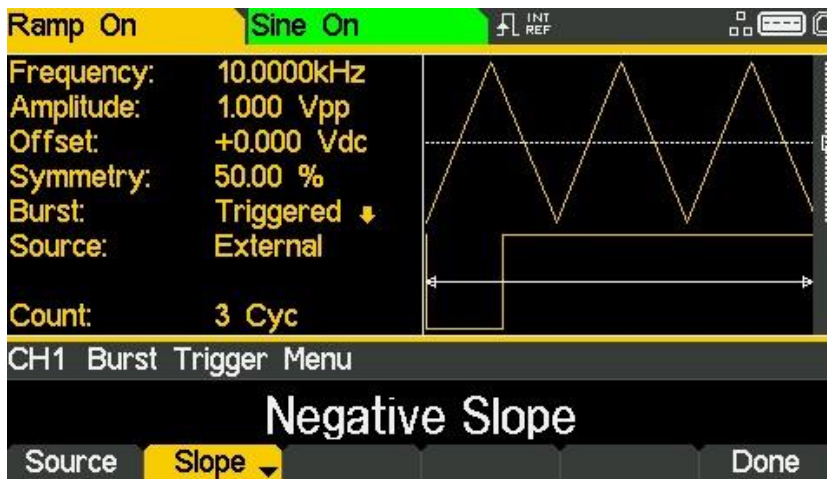 Ramp On Sine On INT REF
Frequency: 10.0000kHz
Amplitude: 1.000 Vpp
Offset: +0.000 Vdc
Symmetry: 50.00 %
Burst: Triggered
Source: External
Count: 3 Cyc
CH1 Burst Trigger Menu
Negative Slope
Source Slope Done